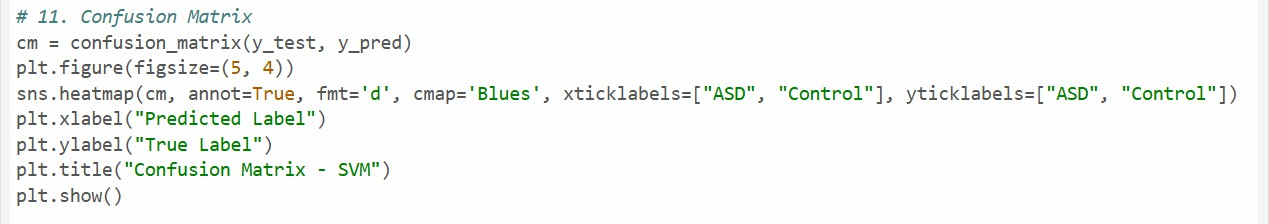 # 11. Confusion Matrix
cm = confusion_matrix(y_test, y_pred)
plt.figure(figsize=(5, 4))
sns.heatmap(cm, annot=True, fmt='d', cmap='Blues', xticklabels=["ASD", "Control"], yticklabels=["ASD", "Control"])
plt.xlabel("Predicted Label")
plt.ylabel("True Label")
plt.title("Confusion Matrix - SVM")
plt.show()